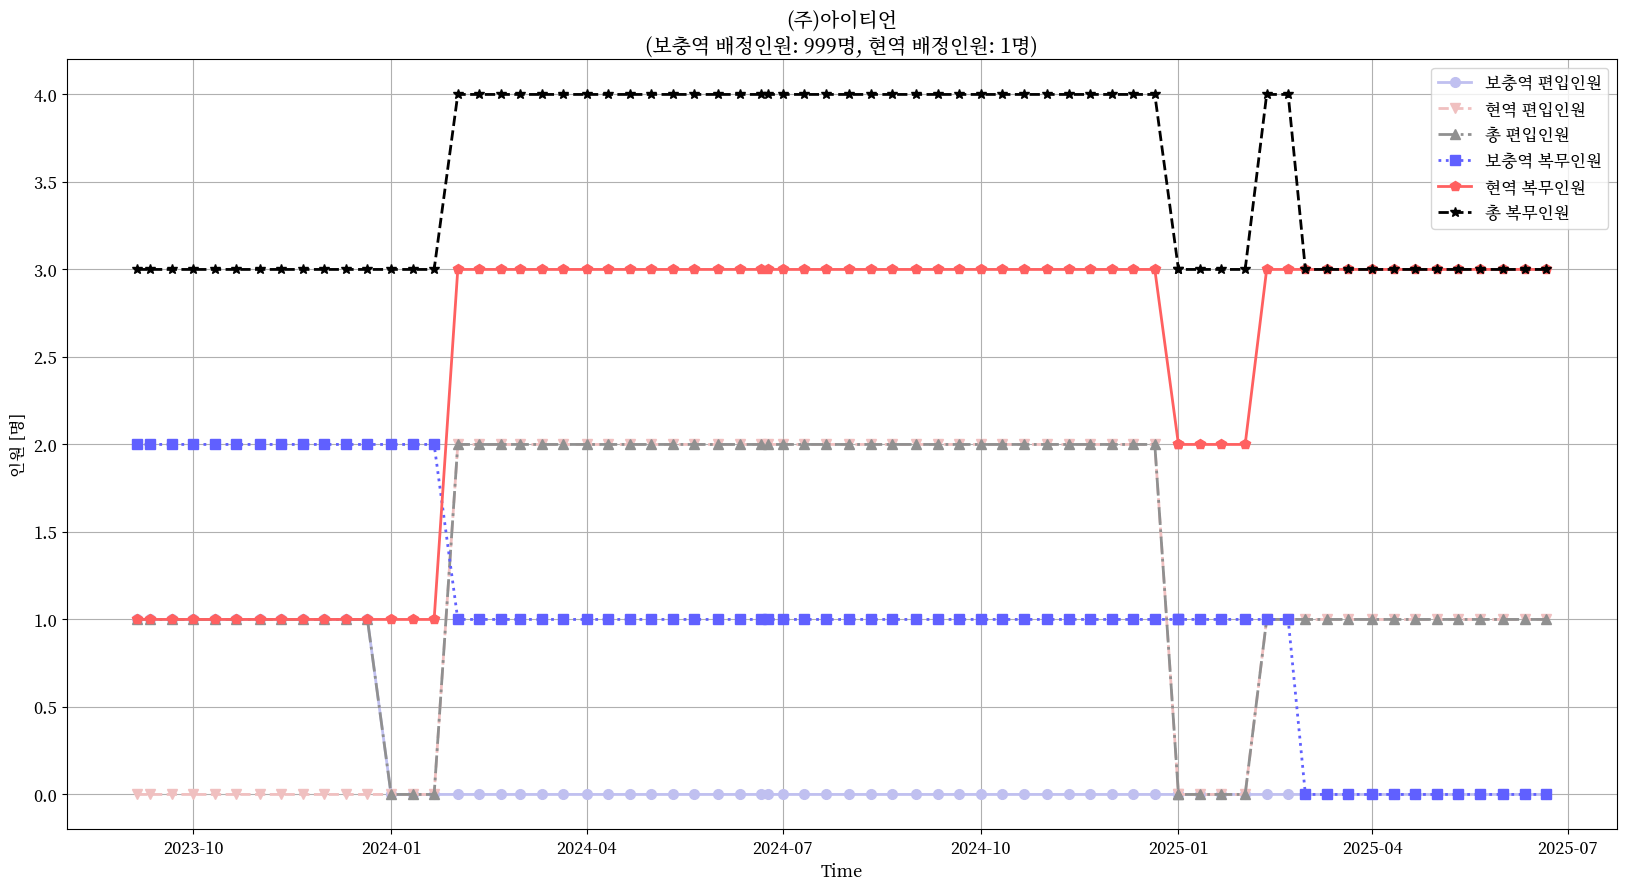 (주)아이티언
(보충역 배정인원: 999명, 현역 배정인원: 1명)
보충역 편입인원
현역 편입인원
총 편입인원
보충역 복무인원
현역 복무인원
총 복무인원
인원 [명]
4.0
3.5
3.0
2.5
2.0
1.5
1.0
0.5
0.0
2023-10
2024-01
2024-04
2024-07
2024-10
2025-01
2025-04
2025-07
Time